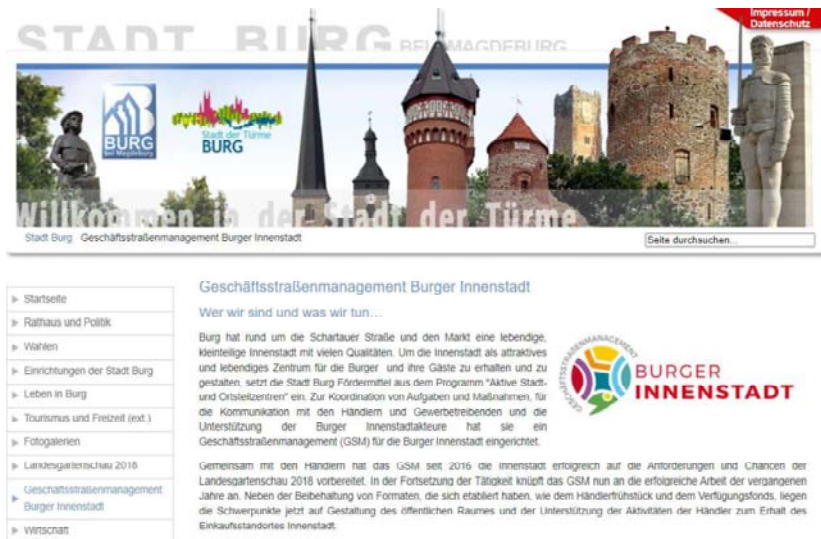 Impressum /
Datenschutz
STADT BURG BEI MAGDEBURG
BURG
bei Magdeburg
Stadt der Türme
BURG
Willkommen in der Stadt der Türme
Stadt Burg Geschäftsstraßenmanagement Burger Innenstadt
Seite durchsuchen...
Startseite
Rathaus und Politik
Wahlen
Einrichtungen der Stadt Burg
Leben in Burg
Tourismus und Freizeit (ext.)
Fotogalerien
Landesgartenschau 2018
Geschäftsstraßenmanagement
Burger Innenstadt
Wirtschaft
Geschäftsstraßenmanagement Burger Innenstadt
Wer wir sind und was wir tun…
Burg hat rund um die Schartauer Straße und den Markt eine lebendige,
kleinteilige Innenstadt mit vielen Qualitäten. Um die Innenstadt als attraktives
und lebendiges Zentrum für die Burger und ihre Gäste zu erhalten und zu
gestalten, setzt die Stadt Burg Fördermittel aus dem Programm "Aktive Stadt-
und Ortsteilzentren" ein. Zur Koordination von Aufgaben und Maßnahmen, für
die Kommunikation mit den Händlern und Gewerbetreibenden und die
Unterstützung der Burger Innenstadtakteure hat sie ein
Geschäftsstraßenmanagement (GSM) für die Burger Innenstadt eingerichtet.
GESCHÄFTSSTRAßENMANAGEMENT
BURGER
INNENSTADT
Gemeinsam mit den Händlern hat das GSM seit 2016 die Innenstadt erfolgreich auf die Anforderungen und Chancen der
Landesgartenschau 2018 vorbereitet. In der Fortsetzung der Tätigkeit knüpft das GSM nun an die erfolgreiche Arbeit der vergangenen
Jahre an. Neben der Beibehaltung von Formaten, die sich etabliert haben, wie dem Händlerfrühstück und dem Verfügungsfonds, liegen
die Schwerpunkte jetzt auf Gestaltung des öffentlichen Raumes und der Unterstützung der Aktivitäten der Händler zum Erhalt des
Einkaufsstandortes Innenstadt.